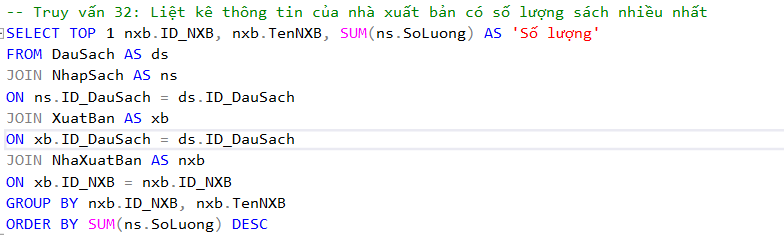 -- Truy vấn 32: Liệt kê thông tin của nhà xuất bản có số lượng sách nhiều nhất
SELECT TOP 1 nxb.ID_NXB, nxb.TenNXB, SUM(ns.SoLuong) AS 'Số lượng'
FROM DauSach AS ds
JOIN NhapSach AS ns
ON ns.ID_DauSach = ds.ID_DauSach
JOIN XuatBan AS xb
ON xb.ID_DauSach = ds.ID_DauSach
JOIN NhaXuatBan AS nxb
ON xb.ID_NXB = nxb.ID_NXB
GROUP BY nxb.ID_NXB, nxb.TenNXB
ORDER BY SUM(ns.SoLuong) DESC